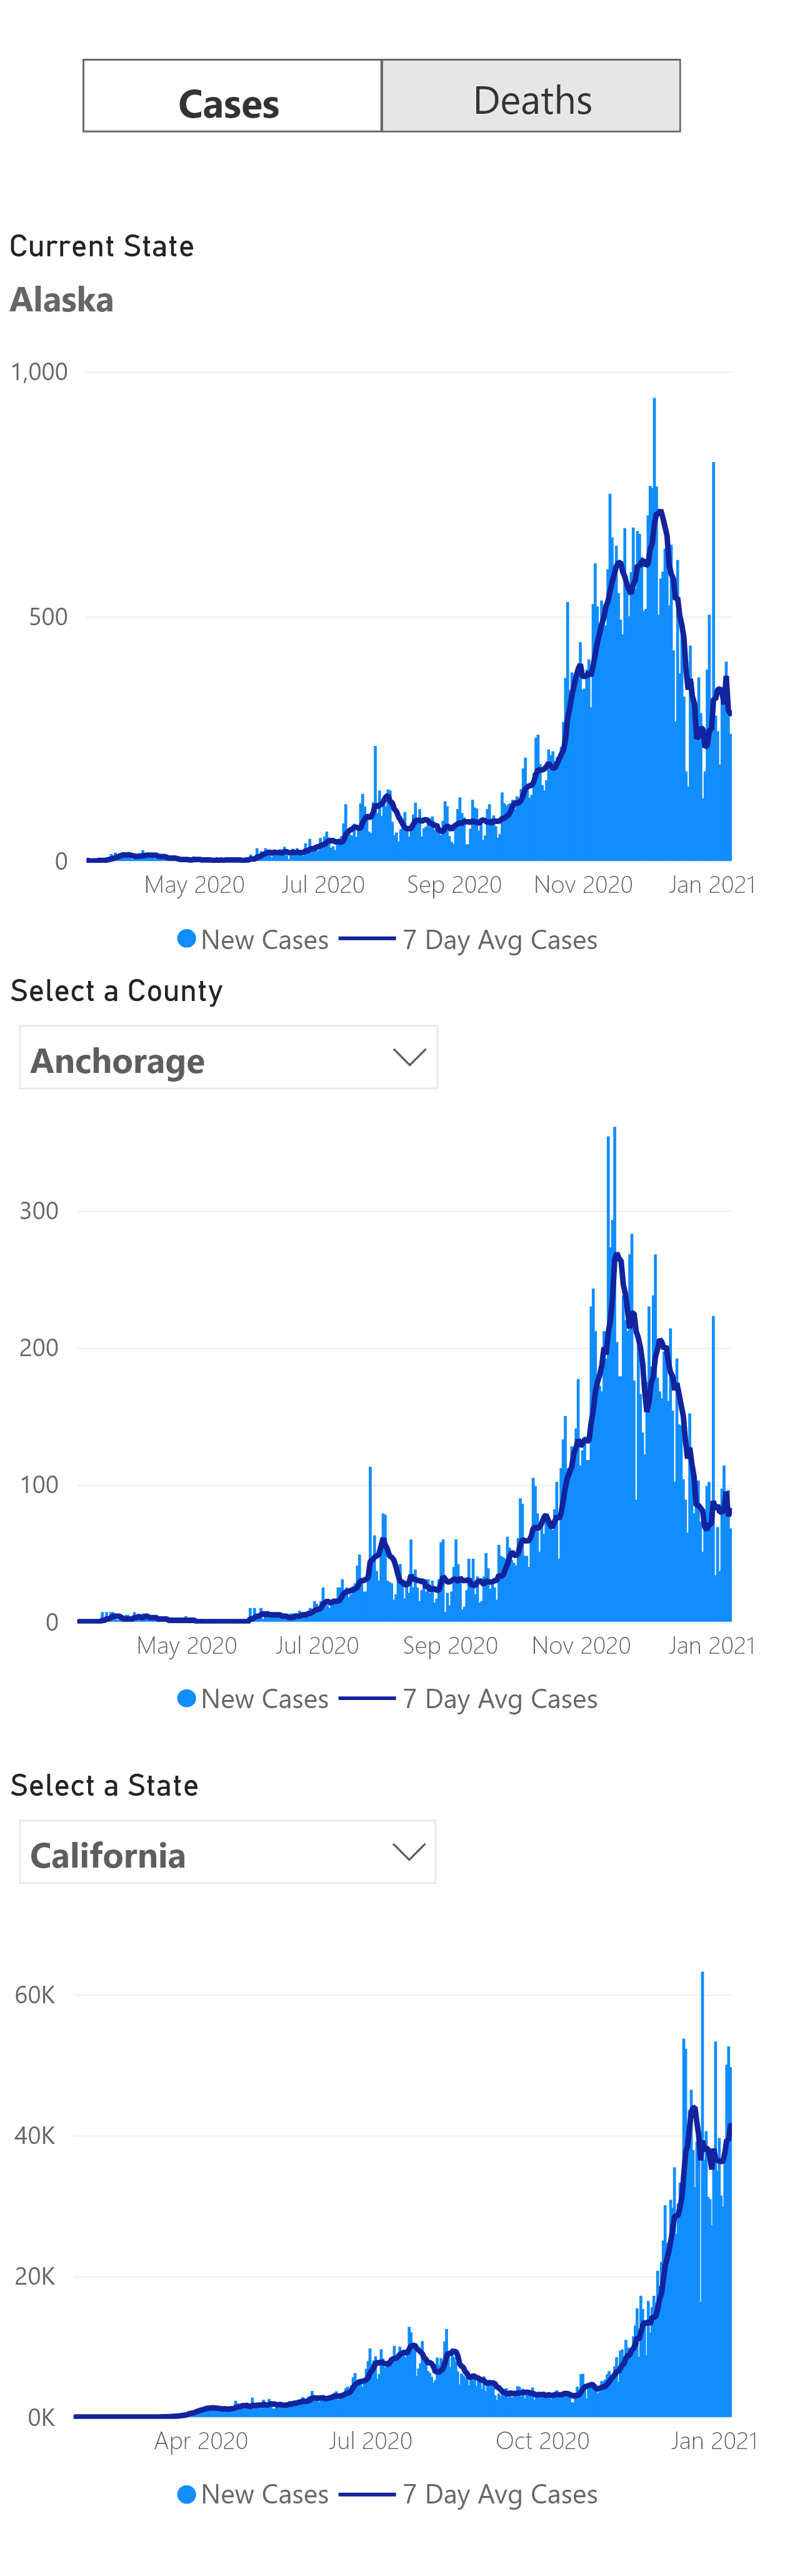 Cases Deaths
Current State
Alaska
1,000
500
0
May 2020 Jul 2020 Sep 2020 Nov 2020 Jan 2021
New Cases 7 Day Avg Cases
Select a County
Anchorage
300
200
100
0
May 2020 Jul 2020 Sep 2020 Nov 2020 Jan 2021
New Cases 7 Day Avg Cases
Select a State
California
60K
40K
20K
0K
Apr 2020 Jul 2020 Oct 2020 Jan 2021
New Cases 7 Day Avg Cases